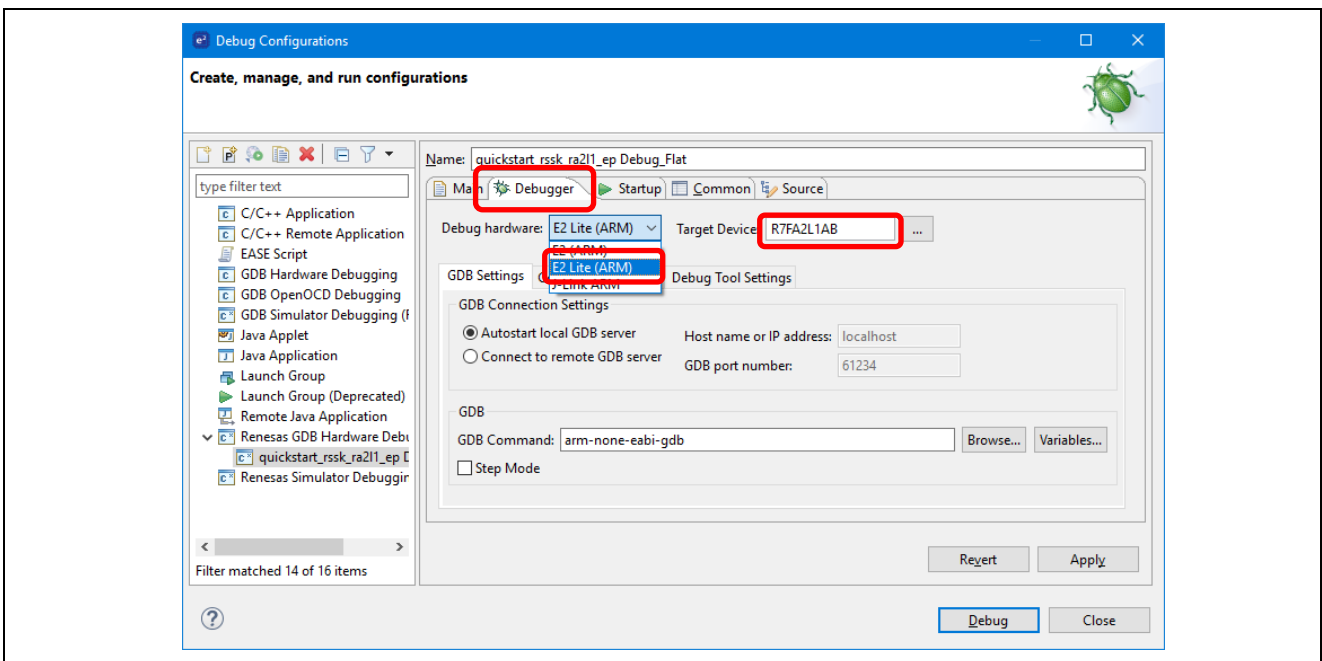 e² Debug Configurations
Create, manage, and run configurations
Name: quickstart_rssk_ra2l1_ep Debug_Flat
type filter text
Main Debugger Startup Common Source
C/C++ Application
C/C++ Remote Application
EASE Script
GDB Hardware Debugging
GDB OpenOCD Debugging
GDB Simulator Debugging (F
Java Applet
Java Application
Launch Group
Launch Group (Deprecated)
Remote Java Application
Renesas GDB Hardware Debu
quickstart_rssk_ra2l1_ep D
Renesas Simulator Debuggin
Filter matched 14 of 16 items
Debug hardware: E2 Lite (ARM) Target Device: R7FA2L1AB ...
E2 (ARM)
E2 Lite (ARM)
J-Link ARM
GDB Settings Debug Tool Settings
GDB Connection Settings
Autostart local GDB server Host name or IP address: localhost
Connect to remote GDB server GDB port number: 61234
GDB
GDB Command: arm-none-eabi-gdb Browse... Variables...
Step Mode
Revert Apply
Debug Close